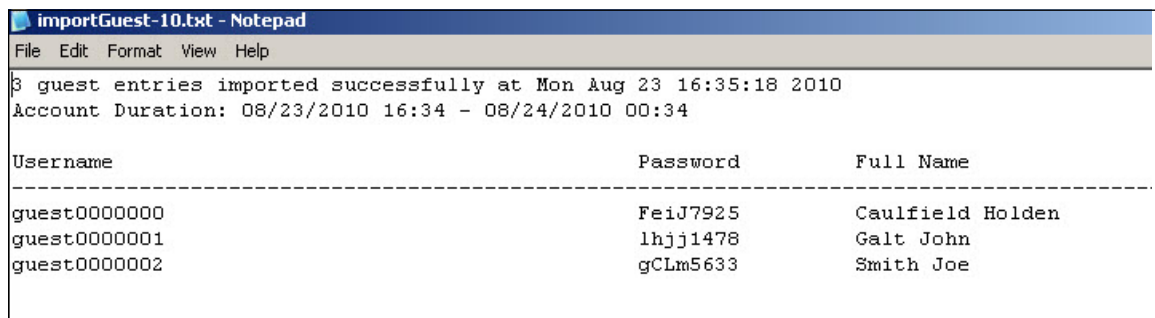 importGuest-10.txt - Notepad
File Edit Format View Help
3 guest entries imported successfully at Mon Aug 23 16:35:18 2010
Account Duration: 08/23/2010 16:34 - 08/24/2010 00:34
Username Password Full Name
--------------------------------------------------------------------------------
guest0000000 FeiJ7925 Caulfield Holden
guest0000001 lhjj1478 Galt John
guest0000002 gCLm5633 Smith Joe